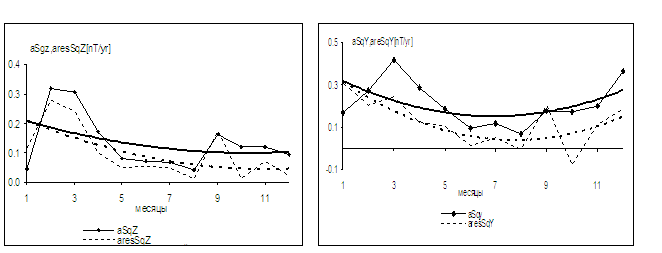 aSgz,aresSqZ[nT/yr]
0.4
0.3
0.2
0.1
0.0
1 3 5 7 9 11
месяцы
aSqZ
aresSqZ
aSqY,aresSqY[nT/yr]
0.5
0.3
0.1
-0.1
1 3 5 7 9 11
месяцы
aSqy
aresSqY